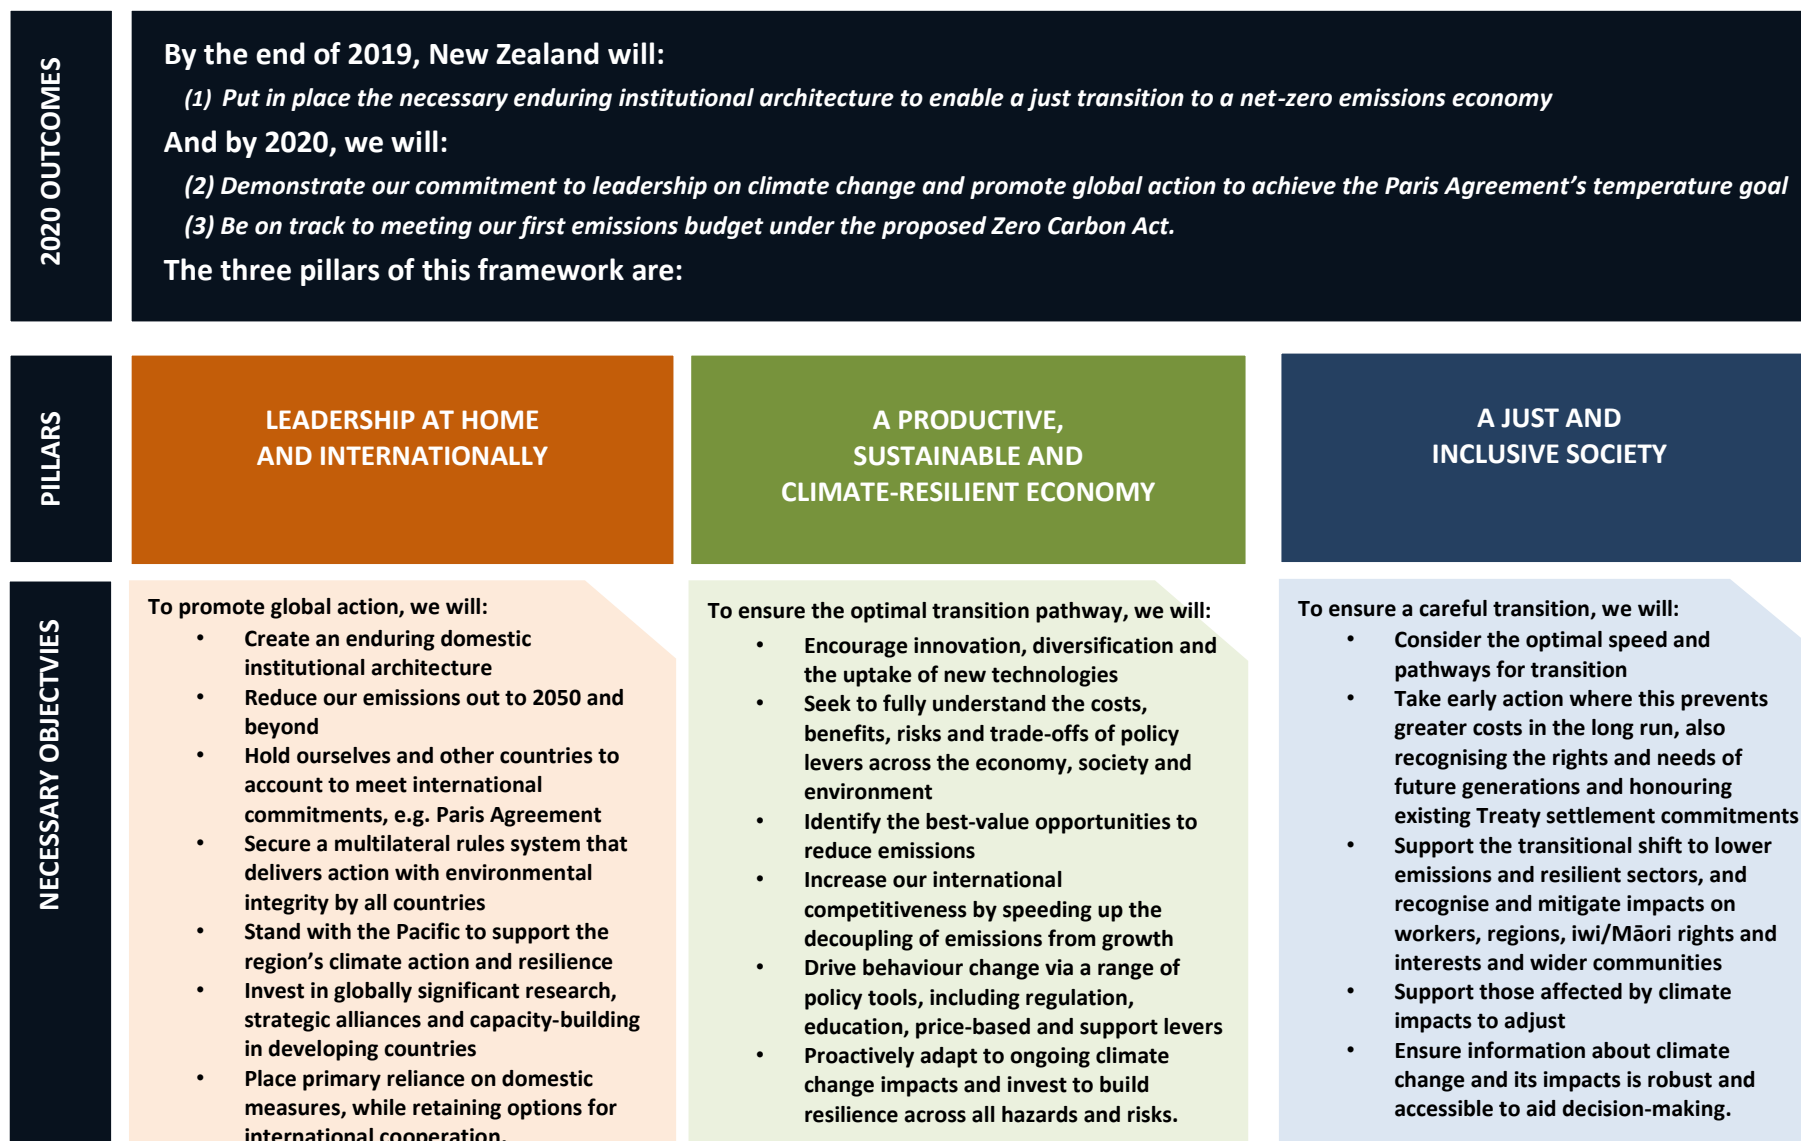 2020 OUTCOMES
By the end of 2019, New Zealand will:
(1) Put in place the necessary enduring institutional architecture to enable a just transition to a net-zero emissions economy
And by 2020, we will:
(2) Demonstrate our commitment to leadership on climate change and promote global action to achieve the Paris Agreement’s temperature goal
(3) Be on track to meeting our first emissions budget under the proposed Zero Carbon Act.
The three pillars of this framework are:
PILLARS
LEADERSHIP AT HOME
AND INTERNATIONALLY
A PRODUCTIVE,
SUSTAINABLE AND
CLIMATE-RESILIENT ECONOMY
A JUST AND
INCLUSIVE SOCIETY
NECESSARY OBJECTVIES
To promote global action, we will:
• Create an enduring domestic
institutional architecture
• Reduce our emissions out to 2050 and
beyond
• Hold ourselves and other countries to
account to meet international
commitments, e.g. Paris Agreement
• Secure a multilateral rules system that
delivers action with environmental
integrity by all countries
• Stand with the Pacific to support the
region’s climate action and resilience
• Invest in globally significant research,
strategic alliances and capacity-building
in developing countries
• Place primary reliance on domestic
measures, while retaining options for
international cooperation.
To ensure the optimal transition pathway, we will:
• Encourage innovation, diversification and
the uptake of new technologies
• Seek to fully understand the costs,
benefits, risks and trade-offs of policy
levers across the economy, society and
environment
• Identify the best-value opportunities to
reduce emissions
• Increase our international
competitiveness by speeding up the
decoupling of emissions from growth
• Drive behaviour change via a range of
policy tools, including regulation,
education, price-based and support levers
• Proactively adapt to ongoing climate
change impacts and invest to build
resilience across all hazards and risks.
To ensure a careful transition, we will:
• Consider the optimal speed and
pathways for transition
• Take early action where this prevents
greater costs in the long run, also
recognising the rights and needs of
future generations and honouring
existing Treaty settlement commitments
• Support the transitional shift to lower
emissions and resilient sectors, and
recognise and mitigate impacts on
workers, regions, iwi/Māori rights and
interests and wider communities
• Support those affected by climate
impacts to adjust
• Ensure information about climate
change and its impacts is robust and
accessible to aid decision-making.